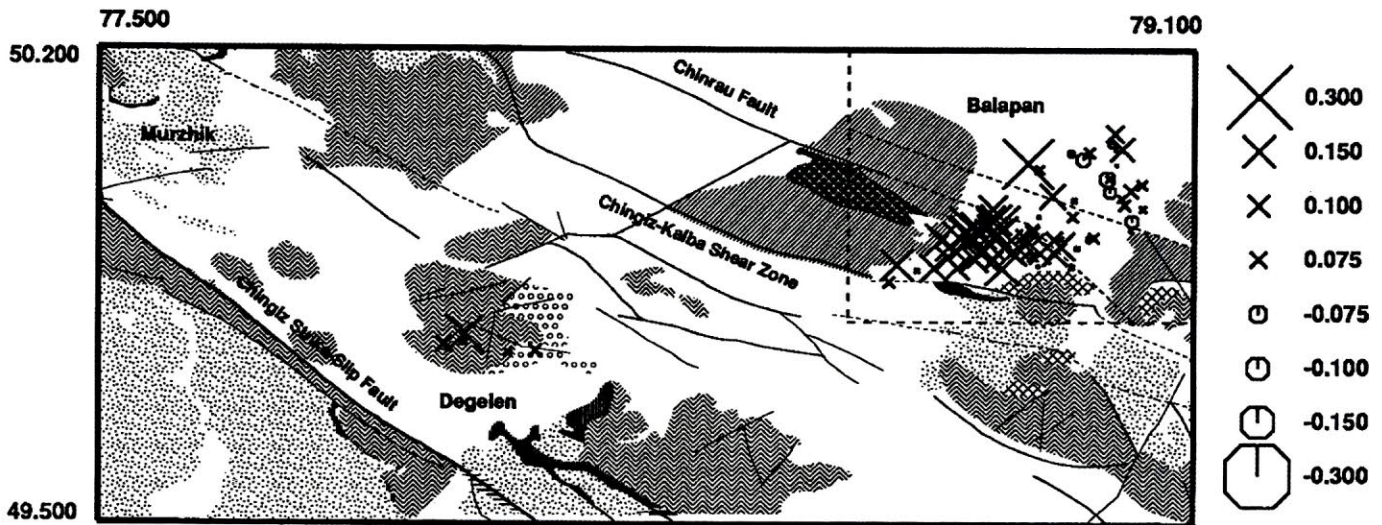 77.500
79.100
50.200
Chinrau Fault
Balapan
Murzhik
Chingiz-Kalba Shear Zone
Chingiz Strike-Slip Fault
Degelen
49.500
0.300
0.150
0.100
0.075
-0.075
-0.100
-0.150
-0.300